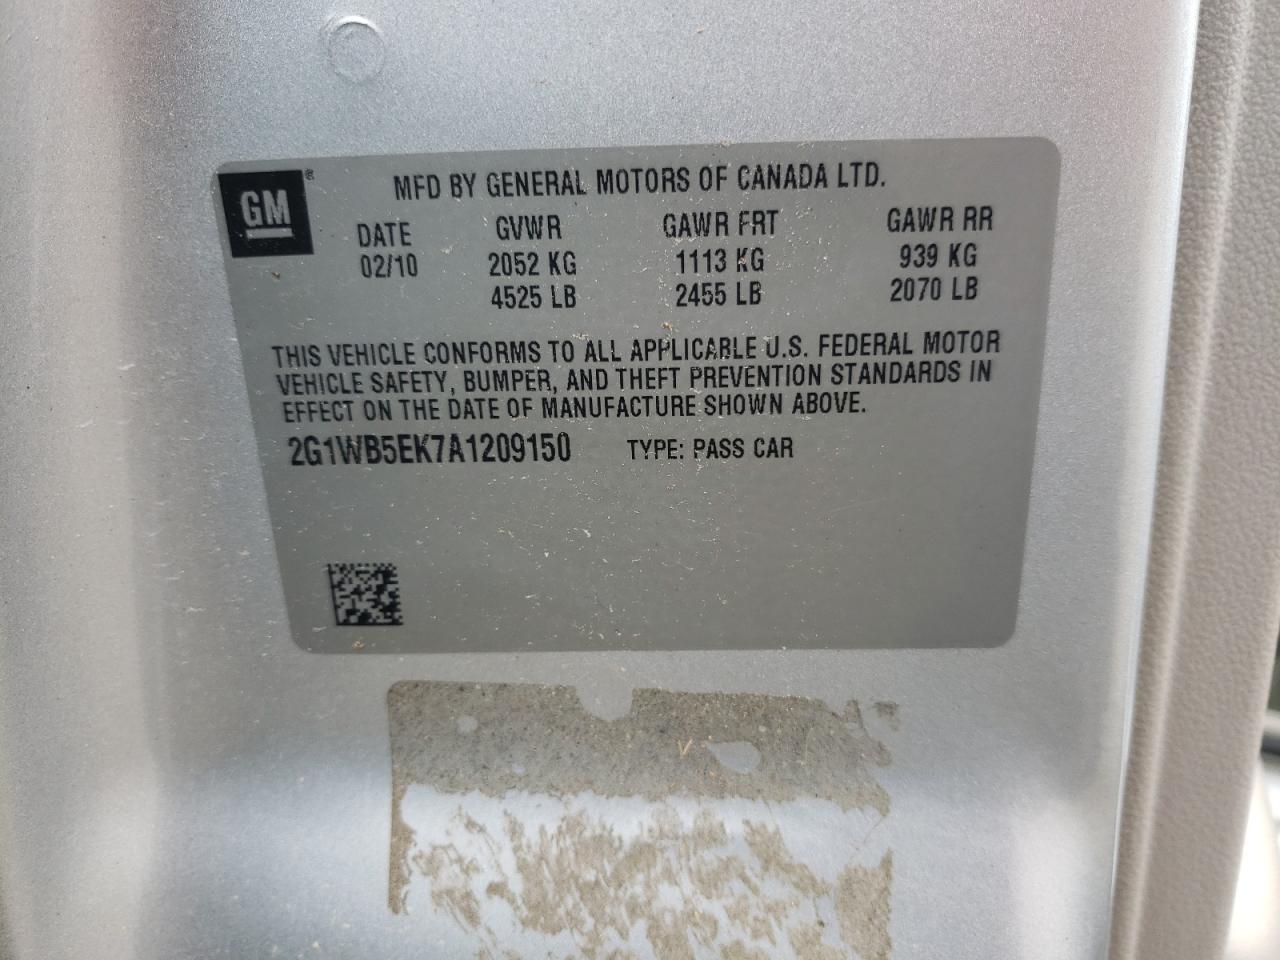 GM®
MFD BY GENERAL MOTORS OF CANADA LTD.
DATE GVWR GAWR FRT GAWR RR
02/10 2052 KG 1113 KG 939 KG
4525 LB 2455 LB 2070 LB
THIS VEHICLE CONFORMS TO ALL APPLICABLE U.S. FEDERAL MOTOR
VEHICLE SAFETY, BUMPER, AND THEFT PREVENTION STANDARDS IN
EFFECT ON THE DATE OF MANUFACTURE SHOWN ABOVE.
2G1WB5EK7A1209150 TYPE: PASS CAR